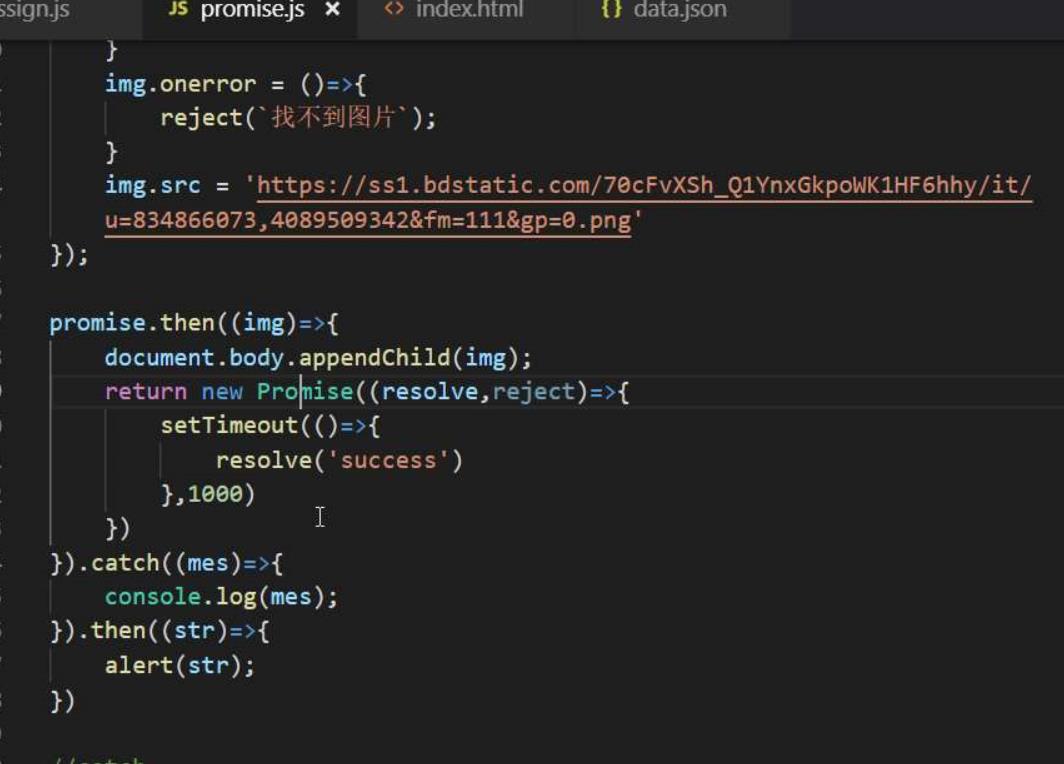 ssign.js JS promise.js × <> index.html {} data.json
}
img.onerror = ()=>{
reject(`找不到图片`);
}
img.src = 'https://ss1.bdstatic.com/70cFvXSh_Q1YnxGkpoWK1HF6hhy/it/
u=834866073,4089509342&fm=111&gp=0.png'
});
promise.then((img)=>{
document.body.appendChild(img);
return new Promise((resolve,reject)=>{
setTimeout(()=>{
resolve('success')
},1000)
})
}).catch((mes)=>{
console.log(mes);
}).then((str)=>{
alert(str);
})